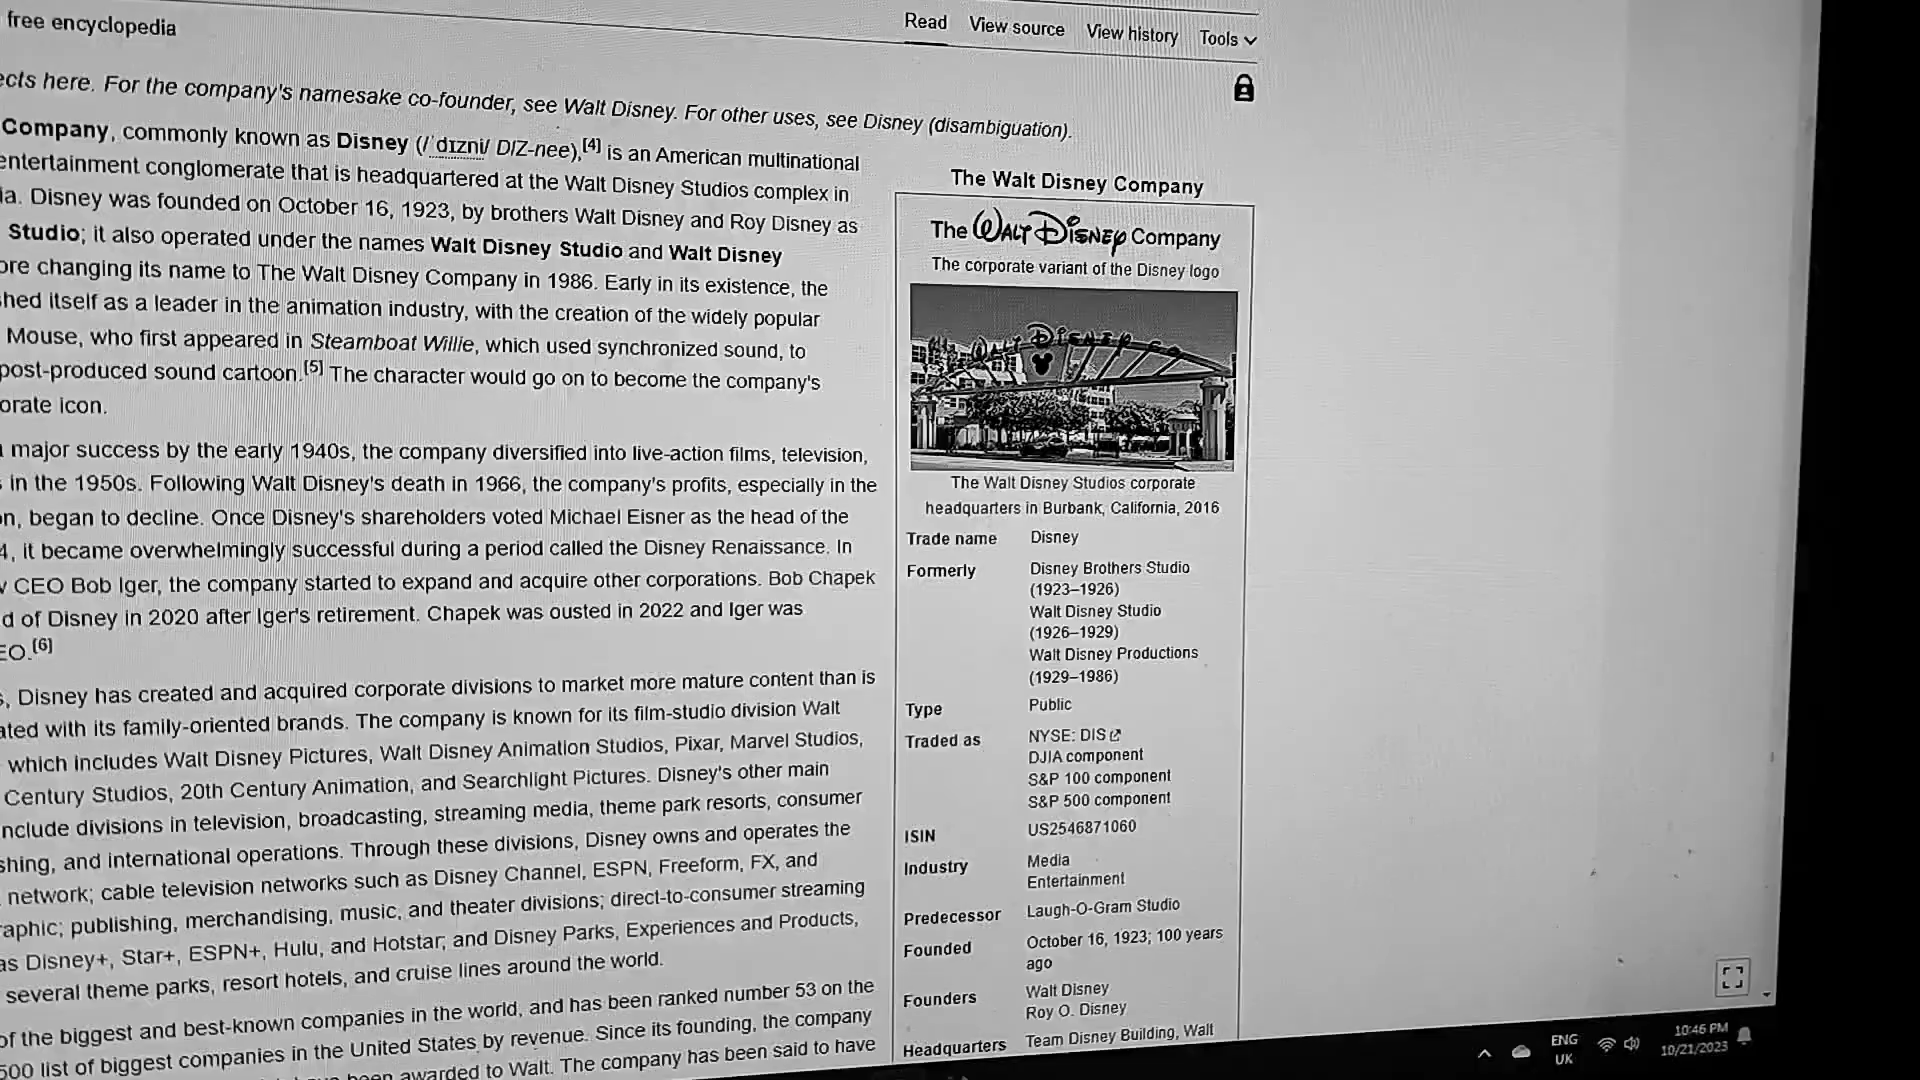 free encyclopedia
Read View source View history Tools
ects here. For the company's namesake co-founder, see Walt Disney. For other uses, see Disney (disambiguation).
Company, commonly known as Disney (/ˈdɪzni/ DIZ-nee),[4] is an American multinational
entertainment conglomerate that is headquartered at the Walt Disney Studios complex in
ia. Disney was founded on October 16, 1923, by brothers Walt Disney and Roy Disney as
Studio; it also operated under the names Walt Disney Studio and Walt Disney
ore changing its name to The Walt Disney Company in 1986. Early in its existence, the
hed itself as a leader in the animation industry, with the creation of the widely popular
Mouse, who first appeared in Steamboat Willie, which used synchronized sound, to
post-produced sound cartoon.[5] The character would go on to become the company's
orate icon.
major success by the early 1940s, the company diversified into live-action films, television,
in the 1950s. Following Walt Disney's death in 1966, the company's profits, especially in the
on, began to decline. Once Disney's shareholders voted Michael Eisner as the head of the
4, it became overwhelmingly successful during a period called the Disney Renaissance. In
CEO Bob Iger, the company started to expand and acquire other corporations. Bob Chapek
d of Disney in 2020 after Iger's retirement. Chapek was ousted in 2022 and Iger was
EO.[6]
s, Disney has created and acquired corporate divisions to market more mature content than is
ated with its family-oriented brands. The company is known for its film-studio division Walt
which includes Walt Disney Pictures, Walt Disney Animation Studios, Pixar, Marvel Studios,
Century Studios, 20th Century Animation, and Searchlight Pictures. Disney's other main
nclude divisions in television, broadcasting, streaming media, theme park resorts, consumer
shing, and international operations. Through these divisions, Disney owns and operates the
network; cable television networks such as Disney Channel, ESPN, Freeform, FX, and
raphic; publishing, merchandising, music, and theater divisions; direct-to-consumer streaming
as Disney+, Star+, ESPN+, Hulu, and Hotstar; and Disney Parks, Experiences and Products,
several theme parks, resort hotels, and cruise lines around the world.
of the biggest and best-known companies in the world, and has been ranked number 53 on the
500 list of biggest companies in the United States by revenue. Since its founding, the company
been awarded to Walt. The company has been said to have
The Walt Disney Company
The WALT DISNEY Company
The corporate variant of the Disney logo
WALT DISNEY CO
The Walt Disney Studios corporate
headquarters in Burbank, California, 2016
Trade name Disney
Formerly Disney Brothers Studio
(1923–1926)
Walt Disney Studio
(1926–1929)
Walt Disney Productions
(1929–1986)
Type Public
Traded as NYSE: DIS
DJIA component
S&P 100 component
S&P 500 component
ISIN US2546871060
Industry Media
Entertainment
Predecessor Laugh-O-Gram Studio
Founded October 16, 1923; 100 years
ago
Founders Walt Disney
Roy O. Disney
Headquarters Team Disney Building, Walt
ENG
UK
10:46 PM
10/21/2023